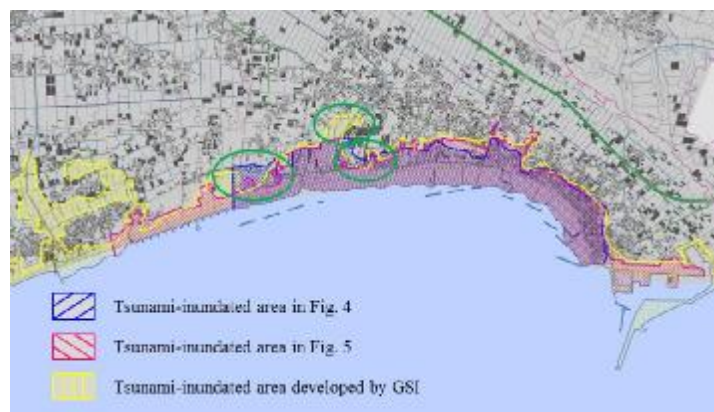 Tsunami-inundated area in Fig. 4
Tsunami-inundated area in Fig. 5
Tsunami-inundated area developed by GSI